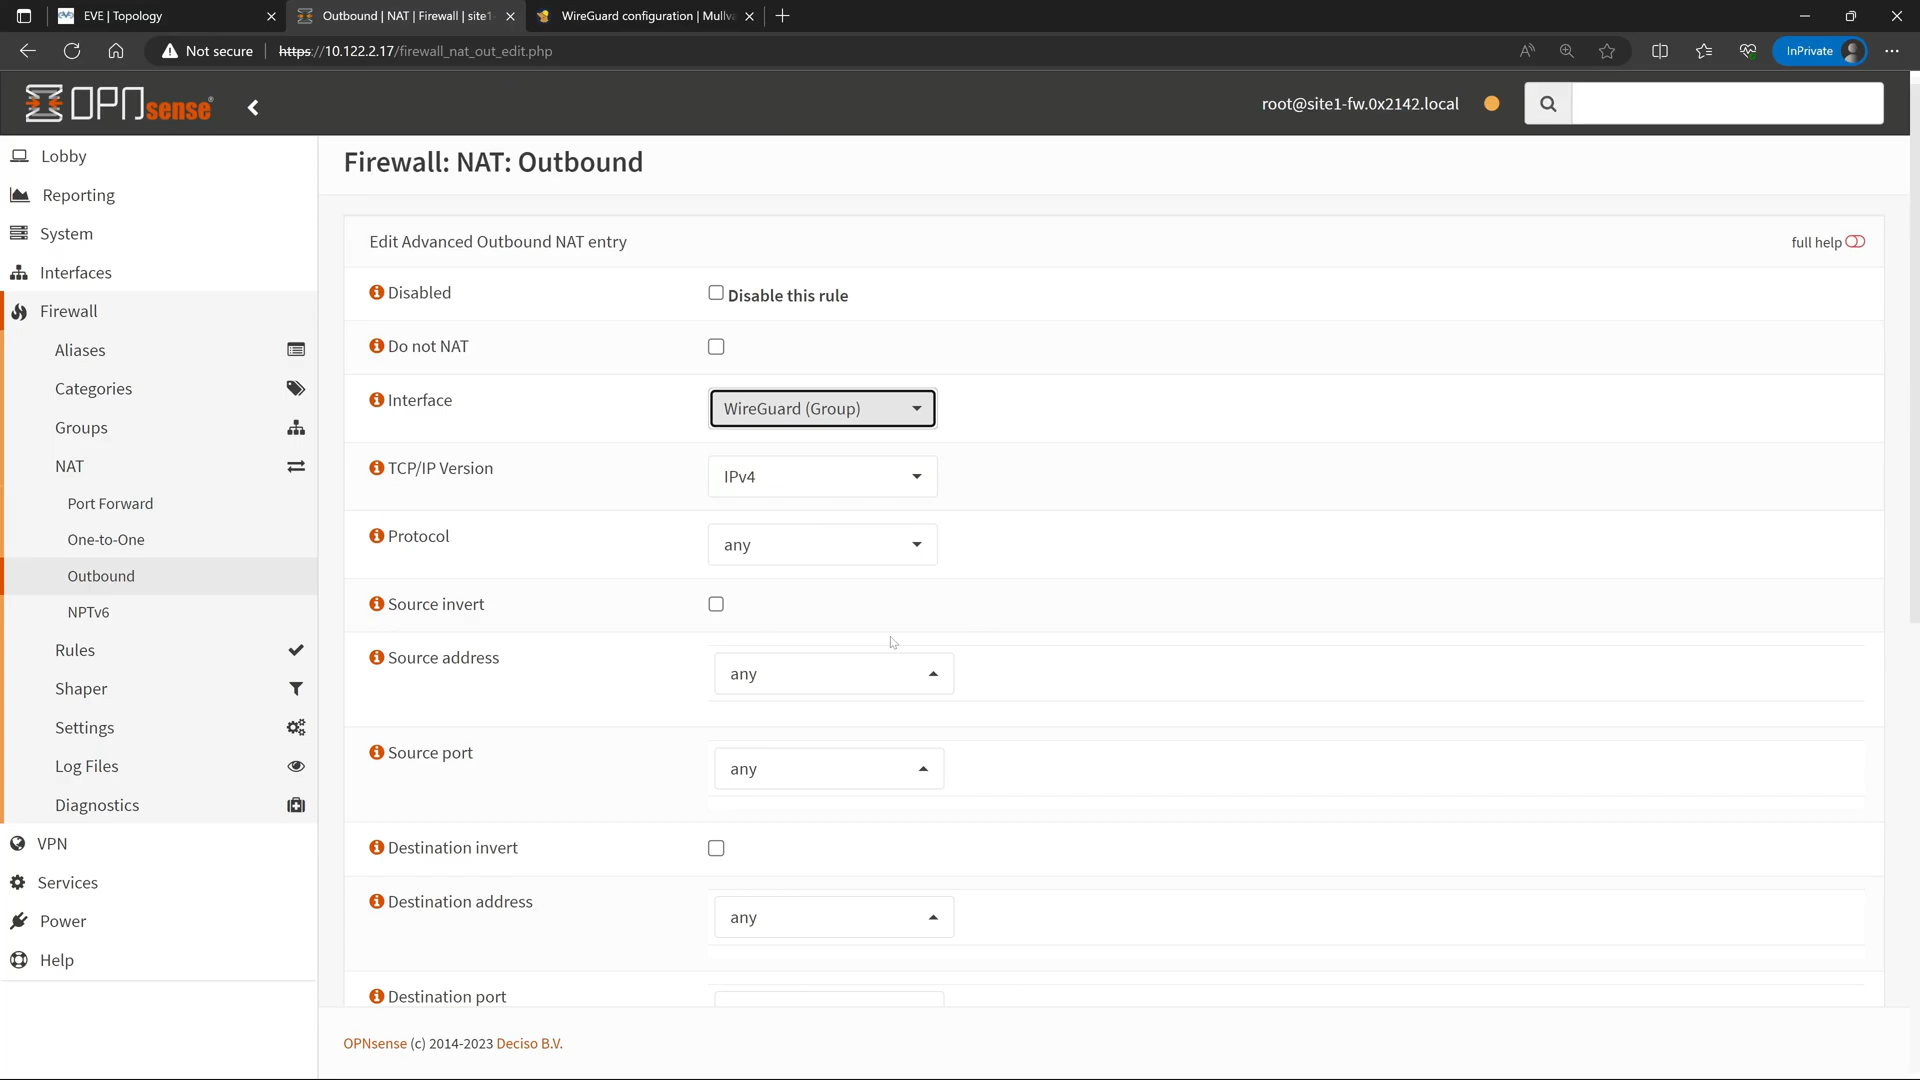 EVE | Topology
Outbound | NAT | Firewall | site1-
WireGuard configuration | Mullv
Not secure
https://10.122.2.17/firewall_nat_out_edit.php
InPrivate
OPNsense
root@site1-fw.0x2142.local
Lobby
Reporting
System
Interfaces
Firewall
Aliases
Categories
Groups
NAT
Port Forward
One-to-One
Outbound
NPTv6
Rules
Shaper
Settings
Log Files
Diagnostics
VPN
Services
Power
Help
Firewall: NAT: Outbound
Edit Advanced Outbound NAT entry
full help
Disabled
Disable this rule
Do not NAT
Interface
WireGuard (Group)
TCP/IP Version
IPv4
Protocol
any
Source invert
Source address
any
Source port
any
Destination invert
Destination address
any
Destination port
OPNsense (c) 2014-2023 Deciso B.V.